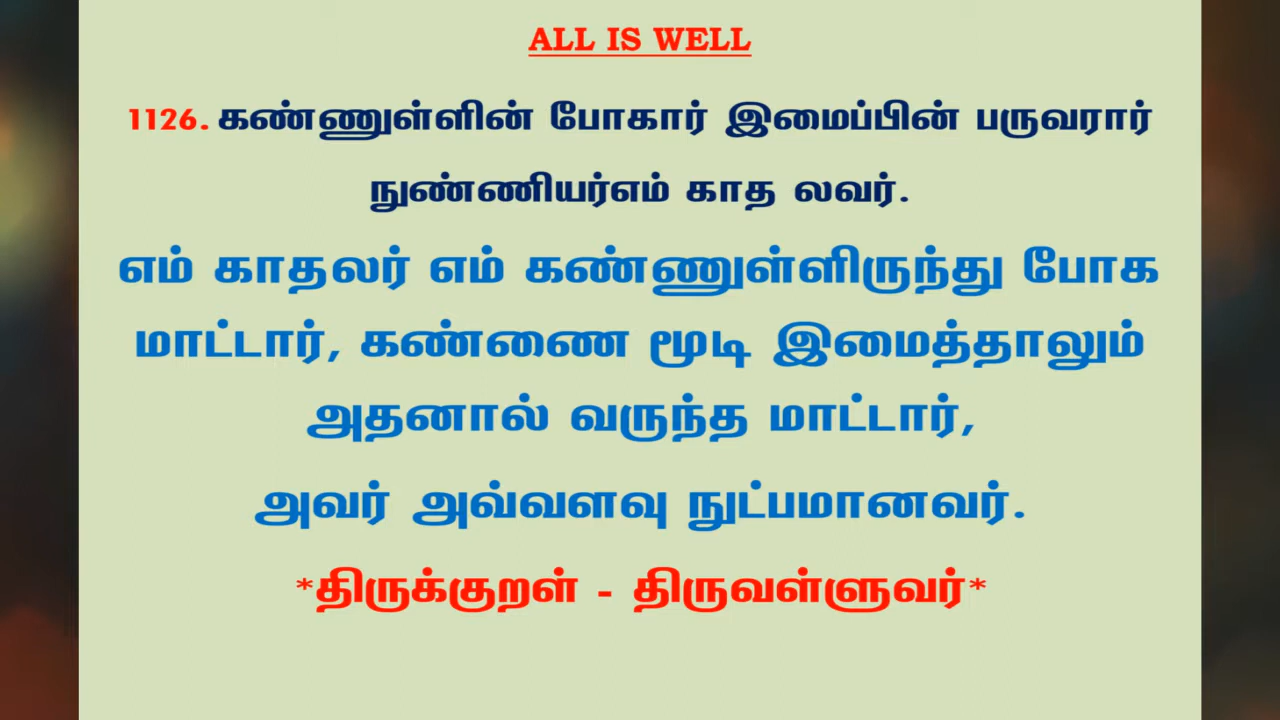 ALL IS WELL
1126. கண்ணுள்ளின் போகார் இமைப்பின் பருவரார்
நுண்ணியர்எம் காத லவர்.
எம் காதலர் எம் கண்ணுள்ளிருந்து போக
மாட்டார், கண்ணை மூடி இமைத்தாலும்
அதனால் வருந்த மாட்டார்,
அவர் அவ்வளவு நுட்பமானவர்.
*திருக்குறள் - திருவள்ளுவர்*